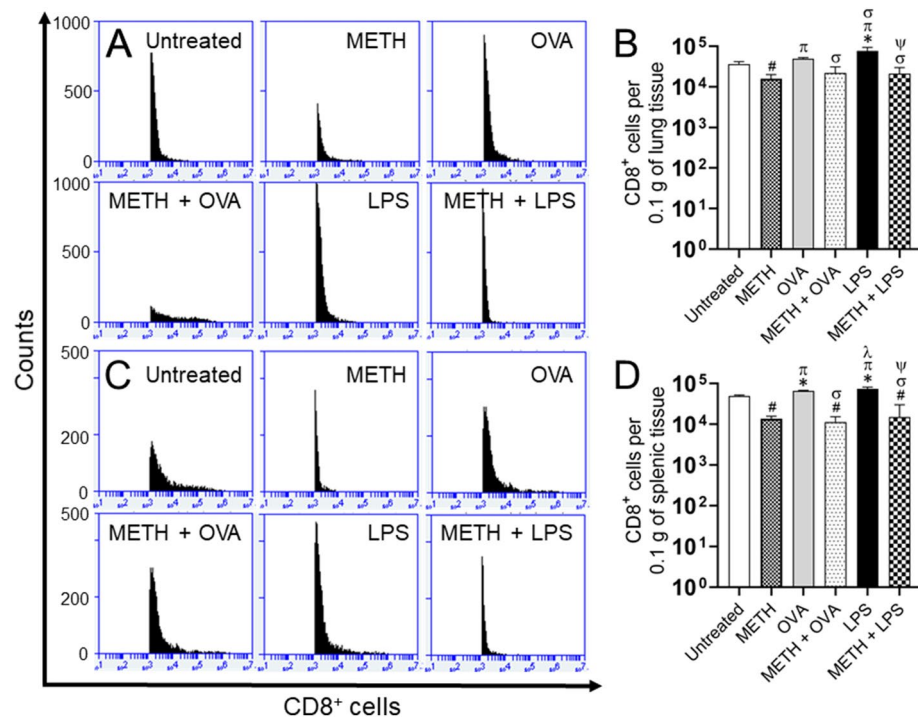 A
Untreated
METH
OVA
1000
500
0
METH + OVA
LPS
METH + LPS
1000
500
0
C
Untreated
METH
OVA
500
200
0
METH + OVA
LPS
METH + LPS
500
200
0
Counts
CD8⁺ cells
B
CD8⁺ cells per
0.1 g of lung tissue
10⁵
10⁴
10³
10²
10¹
10⁰
#
π
σ
σ
π
*
ψ
σ
Untreated
METH
OVA
METH + OVA
LPS
METH + LPS
D
CD8⁺ cells per
0.1 g of splenic tissue
10⁵
10⁴
10³
10²
10¹
10⁰
#
π
*
σ
#
λ
π
*
ψ
σ
#
Untreated
METH
OVA
METH + OVA
LPS
METH + LPS